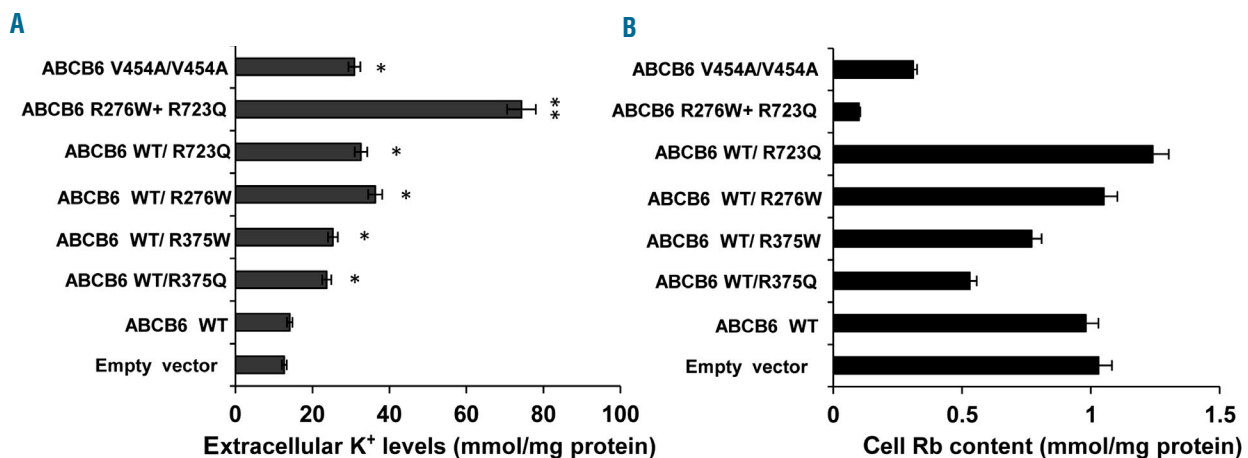 A
ABCB6 V454A/V454A
*
ABCB6 R276W+ R723Q
**
ABCB6 WT/ R723Q
*
ABCB6 WT/ R276W
*
ABCB6 WT/ R375W
*
ABCB6 WT/R375Q
*
ABCB6 WT
Empty vector
0 20 40 60 80 100
Extracellular K⁺ levels (mmol/mg protein)
B
ABCB6 V454A/V454A
ABCB6 R276W+ R723Q
ABCB6 WT/ R723Q
ABCB6 WT/ R276W
ABCB6 WT/ R375W
ABCB6 WT/R375Q
ABCB6 WT
Empty vector
0 0.5 1 1.5
Cell Rb content (mmol/mg protein)